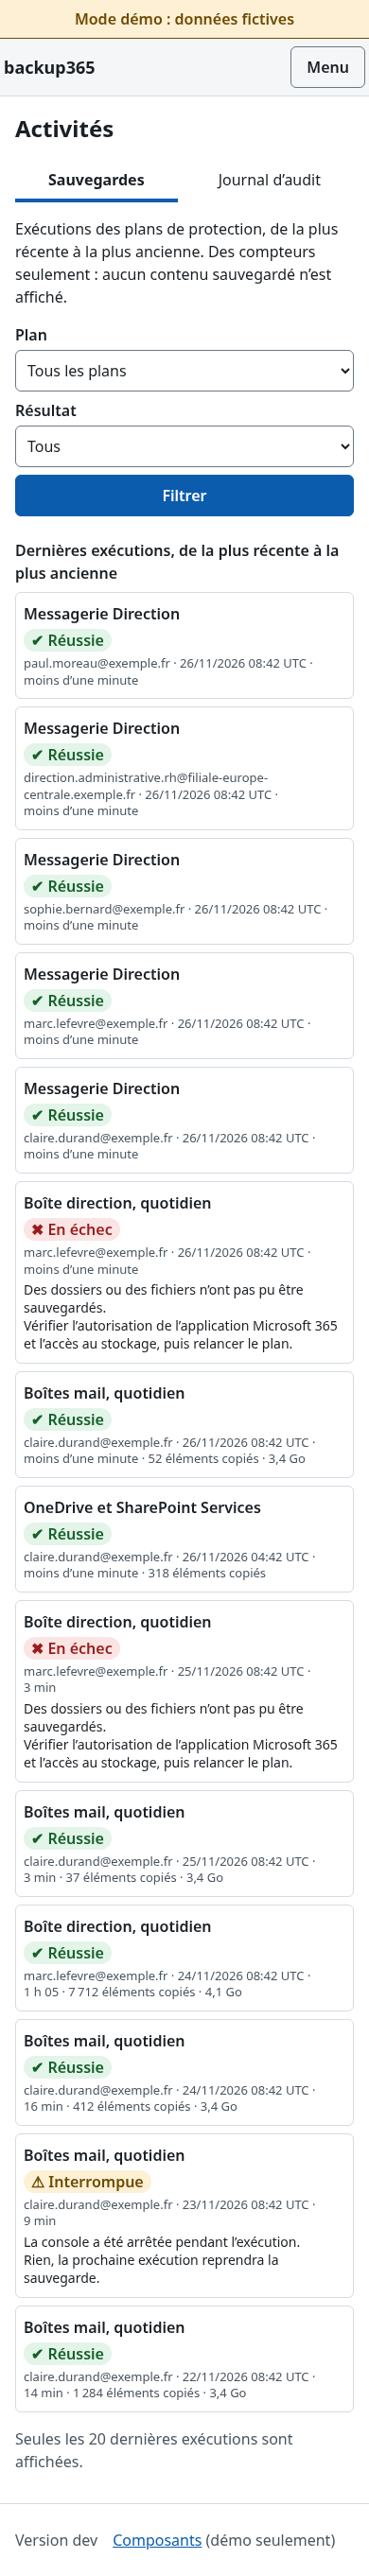 Mode démo : données fictives
backup365
Menu
Activités
Sauvegardes
Journal d’audit
Exécutions des plans de protection, de la plus
récente à la plus ancienne. Des compteurs
seulement : aucun contenu sauvegardé n’est
affiché.
Plan
Tous les plans
Résultat
Tous
Filtrer
Dernières exécutions, de la plus récente à la
plus ancienne
Messagerie Direction
✔ Réussie
paul.moreau@exemple.fr · 26/11/2026 08:42 UTC ·
moins d’une minute
Messagerie Direction
✔ Réussie
direction.administrative.rh@filiale-europe-
centrale.exemple.fr · 26/11/2026 08:42 UTC ·
moins d’une minute
Messagerie Direction
✔ Réussie
sophie.bernard@exemple.fr · 26/11/2026 08:42 UTC ·
moins d’une minute
Messagerie Direction
✔ Réussie
marc.lefevre@exemple.fr · 26/11/2026 08:42 UTC ·
moins d’une minute
Messagerie Direction
✔ Réussie
claire.durand@exemple.fr · 26/11/2026 08:42 UTC ·
moins d’une minute
Boîte direction, quotidien
✖ En échec
marc.lefevre@exemple.fr · 26/11/2026 08:42 UTC ·
moins d’une minute
Des dossiers ou des fichiers n’ont pas pu être
sauvegardés.
Vérifier l’autorisation de l’application Microsoft 365
et l’accès au stockage, puis relancer le plan.
Boîtes mail, quotidien
✔ Réussie
claire.durand@exemple.fr · 26/11/2026 08:42 UTC ·
moins d’une minute · 52 éléments copiés · 3,4 Go
OneDrive et SharePoint Services
✔ Réussie
claire.durand@exemple.fr · 26/11/2026 04:42 UTC ·
moins d’une minute · 318 éléments copiés
Boîte direction, quotidien
✖ En échec
marc.lefevre@exemple.fr · 25/11/2026 08:42 UTC ·
3 min
Des dossiers ou des fichiers n’ont pas pu être
sauvegardés.
Vérifier l’autorisation de l’application Microsoft 365
et l’accès au stockage, puis relancer le plan.
Boîtes mail, quotidien
✔ Réussie
claire.durand@exemple.fr · 25/11/2026 08:42 UTC ·
3 min · 37 éléments copiés · 3,4 Go
Boîte direction, quotidien
✔ Réussie
marc.lefevre@exemple.fr · 24/11/2026 08:42 UTC ·
1 h 05 · 7 712 éléments copiés · 4,1 Go
Boîtes mail, quotidien
✔ Réussie
claire.durand@exemple.fr · 24/11/2026 08:42 UTC ·
16 min · 412 éléments copiés · 3,4 Go
Boîtes mail, quotidien
⚠ Interrompue
claire.durand@exemple.fr · 23/11/2026 08:42 UTC ·
9 min
La console a été arrêtée pendant l’exécution.
Rien, la prochaine exécution reprendra la
sauvegarde.
Boîtes mail, quotidien
✔ Réussie
claire.durand@exemple.fr · 22/11/2026 08:42 UTC ·
14 min · 1 284 éléments copiés · 3,4 Go
Seules les 20 dernières exécutions sont
affichées.
Version dev Composants (démo seulement)